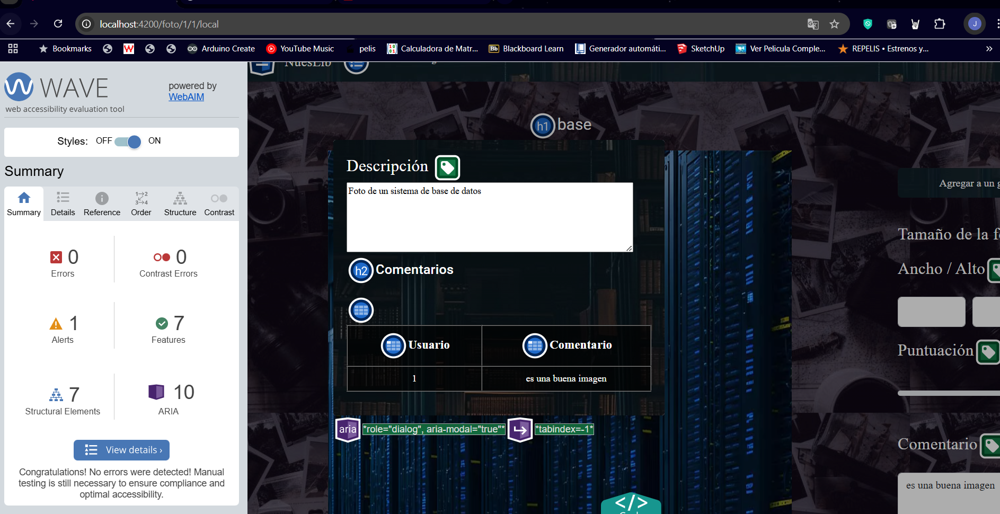 localhost:4200/foto/1/1/local
J
Bookmarks
W
Arduino Create
YouTube Music
pelis
Calculadora de Matr...
Bb Blackboard Learn
Generador automáti...
SketchUp
Ver Pelicula Comple...
REPELIS • Estrenos y...
»
WAVE
powered by
WebAIM
web accessibility evaluation tool
Styles: OFF ON
Summary
Summary
Details
Reference
Order
Structure
Contrast
0
Errors
0
Contrast Errors
1
Alerts
7
Features
7
Structural Elements
10
ARIA
View details ›
Congratulations! No errors were detected! Manual
testing is still necessary to ensure compliance and
optimal accessibility.
NuesLib
h1 base
Descripción
Foto de un sistema de base de datos
h2 Comentarios
Usuario
Comentario
1
es una buena imagen
aria *role="dialog", aria-modal="true"* *tabindex=-1*
</>
Agregar a un
Tamaño de la
Ancho / Alto
Puntuación
Comentario
es una buena imagen